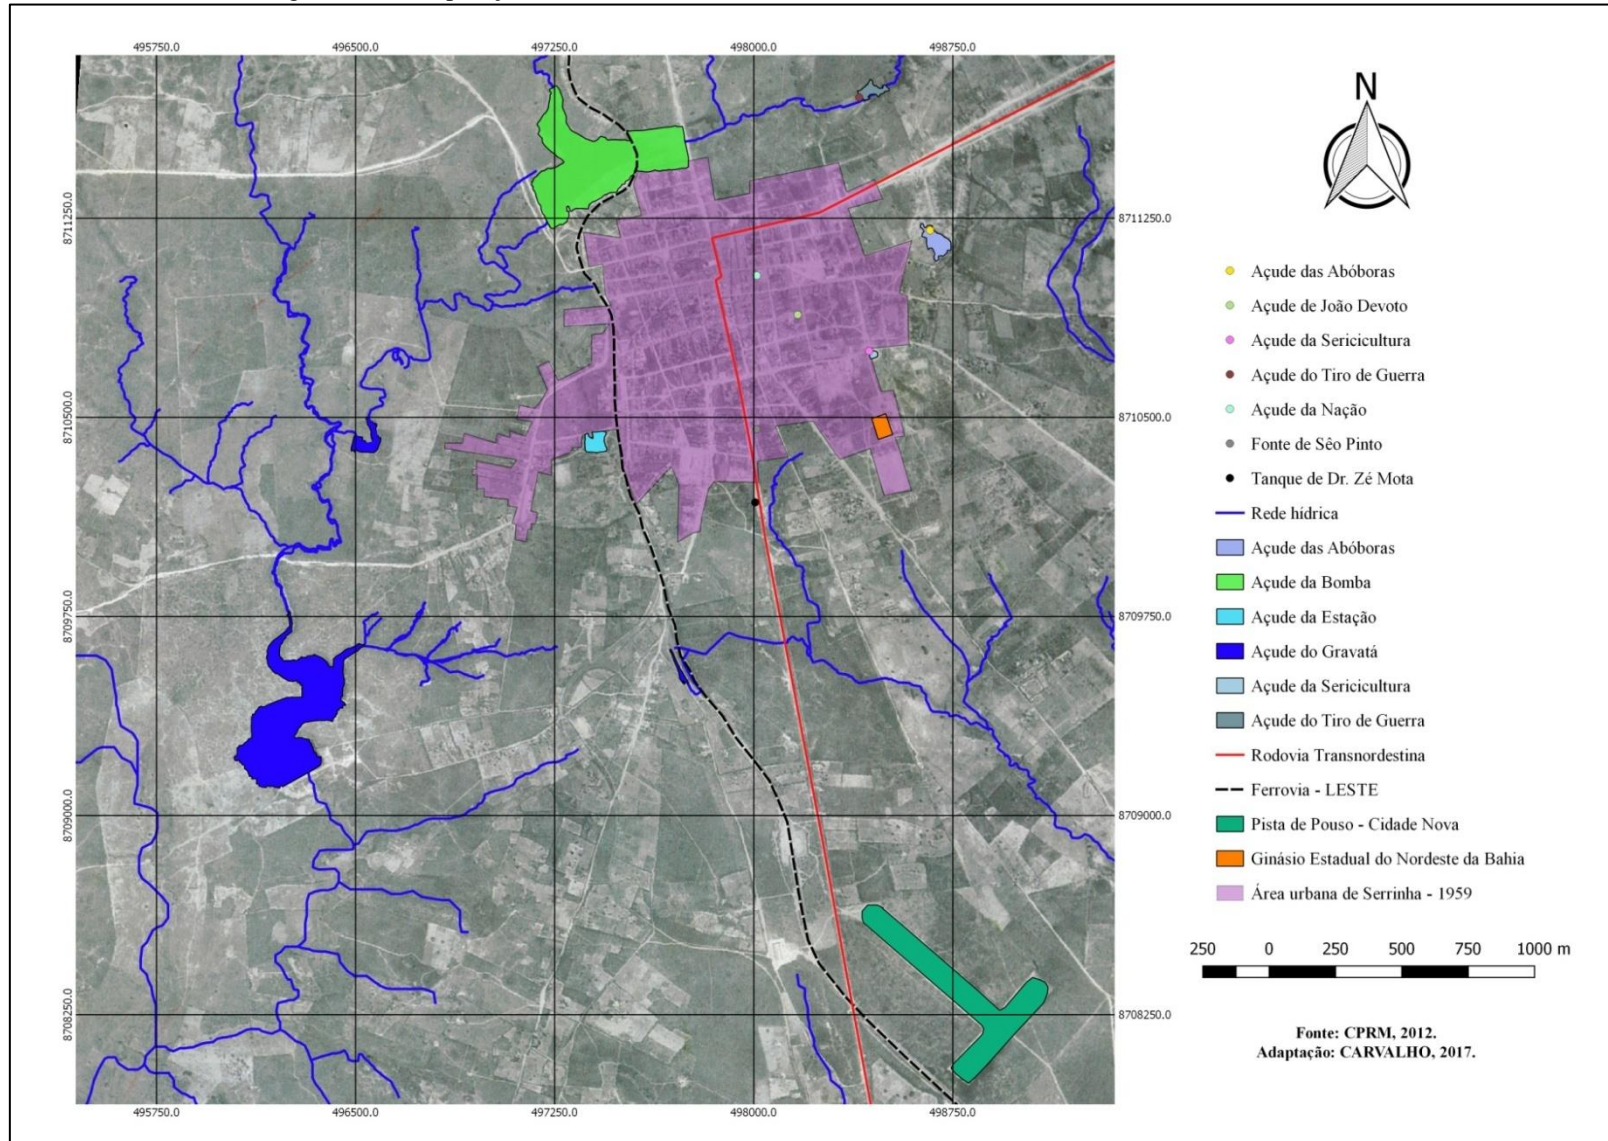 495750.0 496500.0 497250.0 498000.0 498750.0
N
8711250.0 8711250.0
8710500.0 8710500.0
8709750.0 8709750.0
8709000.0 8709000.0
8708250.0 8708250.0
495750.0 496500.0 497250.0 498000.0 498750.0
Açude das Abóboras
Açude de João Devoto
Açude da Sericicultura
Açude do Tiro de Guerra
Açude da Nação
Fonte de Sêo Pinto
Tanque de Dr. Zé Mota
Rede hídrica
Açude das Abóboras
Açude da Bomba
Açude da Estação
Açude do Gravatá
Açude da Sericicultura
Açude do Tiro de Guerra
Rodovia Transnordestina
Ferrovia - LESTE
Pista de Pouso - Cidade Nova
Ginásio Estadual do Nordeste da Bahia
Área urbana de Serrinha - 1959
250 0 250 500 750 1000 m
Fonte: CPRM, 2012.
Adaptação: CARVALHO, 2017.